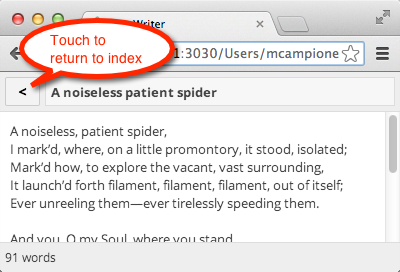 Writer
Touch to
return to index
1:3030/Users/mcampione
<
A noiseless patient spider
A noiseless, patient spider,
I mark’d, where, on a little promontory, it stood, isolated;
Mark’d how, to explore the vacant, vast surrounding,
It launch’d forth filament, filament, filament, out of itself;
Ever unreeling them—ever tirelessly speeding them.
And you, O my Soul, where you stand,
91 words